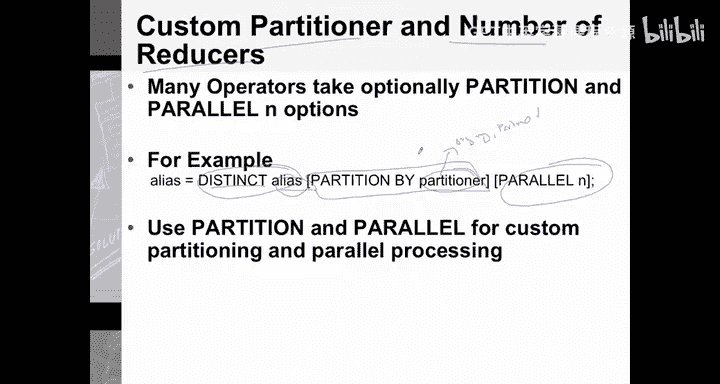 Custom Partitioner and Number of
Reducers
bilibili
• Many Operators take optionally PARTITION and
PARALLEL n options
• For Example
alias = DISTINCT alias [PARTITION BY partitioner] [PARALLEL n];
• Use PARTITION and PARALLEL for custom
partitioning and parallel processing